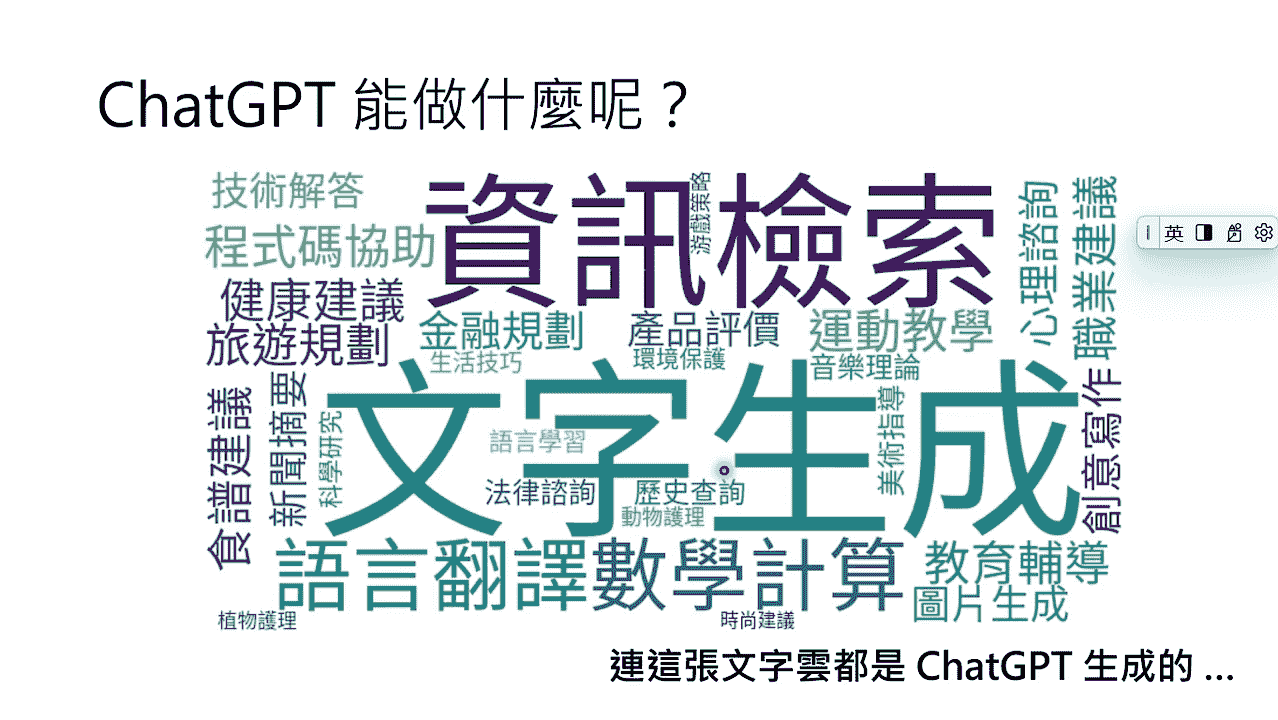 ChatGPT 能做什麼呢？
技術解答
資訊檢索
游戲策略
心理諮詢
職業建議
程式碼協助
英
健康建議
旅遊規劃
金融規劃
產品評價
運動教學
生活技巧
環境保護
音樂理論
文字生成
食譜建議
新聞摘要
科學研究
語言學習
美術指導
創意寫作
法律諮詢
歷史查詢
動物護理
語言翻譯
數學計算
教育輔導
圖片生成
植物護理
時尚建議
連這張文字雲都是 ChatGPT 生成的 ...